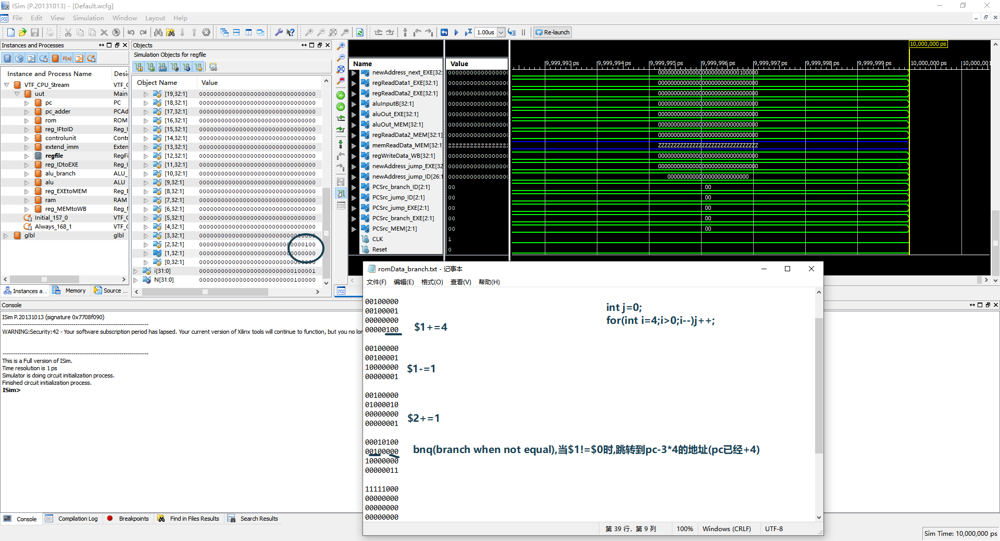 ISim (P.20131013) - [Default.wcfg]
File Edit View Simulation Window Layout Help
1.00us
Re-launch
Instances and Processes
Instance and Process Name Desi
VTF_CPU_Stream VTF_C
uut Main
pc PC
pc_adder PCAd
rom ROM
reg_IFtoID Reg_I
controlunit Contr
extend_imm Exten
regfile RegFi
reg_IDtoEXE Reg_I
alu_branch ALU_
alu ALU
reg_EXEtoMEM Reg_E
ram RAM
reg_MEMtoWB Reg_M
Initial_157_0 VTF_C
Always_168_1 VTF_C
glbl glbl
Instances a... Memory Source ...
Objects
Simulation Objects for regfile
Object Name Value
[19,32:1] 00000000000000000000000000000000
[18,32:1] 00000000000000000000000000000000
[17,32:1] 00000000000000000000000000000000
[16,32:1] 00000000000000000000000000000000
[15,32:1] 00000000000000000000000000000000
[14,32:1] 00000000000000000000000000000000
[13,32:1] 00000000000000000000000000000000
[12,32:1] 00000000000000000000000000000000
[11,32:1] 00000000000000000000000000000000
[10,32:1] 00000000000000000000000000000000
[9,32:1] 00000000000000000000000000000000
[8,32:1] 00000000000000000000000000000000
[7,32:1] 00000000000000000000000000000000
[6,32:1] 00000000000000000000000000000000
[5,32:1] 00000000000000000000000000000000
[4,32:1] 00000000000000000000000000000000
[3,32:1] 00000000000000000000000000000000
[2,32:1] 00000000000000000000000000000100
[1,32:1] 00000000000000000000000000000000
[0,32:1] 00000000000000000000000000000000
i[31:0] 00000000000000000000000000100001
N[31:0] 00000000000000000000000000100000
Name Value
10,000,000 ps
9,999,993 ps 9,999,994 ps 9,999,995 ps 9,999,996 ps 9,999,997 ps 9,999,998 ps 9,999,999 ps 10,000,000 ps 10,000,001
newAddress_next_EXE[32: 0000000000000000000 00000000000000000000000000100000
regReadData1_EXE[32:1] 0000000000000000000 00000000000000000000000000000000
regReadData2_EXE[32:1] 0000000000000000000 00000000000000000000000000000000
aluInputB[32:1] 0000000000000000000 00000000000000000000000000000000
aluOut_EXE[32:1] 0000000000000000000 00000000000000000000000000000000
aluOut_MEM[32:1] 0000000000000000000 00000000000000000000000000000000
regReadData2_MEM[32:1] 0000000000000000000 00000000000000000000000000000000
memReadData_MEM[32:1] ZZZZZZZZZZZZZZZZZZZ ZZZZZZZZZZZZZZZZZZZZZZZZZZZZZZZZ
regWriteData_WB[32:1] 0000000000000000000 00000000000000000000000000000000
newAddress_jump_EXE[32 0000000000000000000 00000000000000000000000000000000
newAddress_jump_ID[26:1 0000000000000000000 00000000000000000000000000
PCSrc_branch_ID[2:1] 00 00
PCSrc_jump_ID[2:1] 00 00
PCSrc_jump_EXE[2:1] 00 00
PCSrc_branch_EXE[2:1] 00 00
PCSrc_MEM[2:1] 00 00
CLK 1
Reset 0
Console
ISim P.20131013 (signature 0x7708f090)
WARNING:Security:42 - Your software subscription period has lapsed. Your current version of Xilinx tools will continue to function, but you no lon
This is a Full version of ISim.
Time resolution is 1 ps
Simulator is doing circuit initialization process.
Finished circuit initialization process.
ISim>
Console Compilation Log Breakpoints Find in Files Results Search Results
romData_branch.txt - 记事本
文件(F) 编辑(E) 格式(O) 查看(V) 帮助(H)
int j=0;
for(int i=4;i>0;i--)j++;
00100000
00100001
00000000
00000100 $1+=4
00100000
00100001
10000000 $1-=1
00000001
00100000
01000010
00000000 $2+=1
00000001
00010100
00100000 bnq(branch when not equal),当$1!=$0时,跳转到pc-3*4的地址(pc已经+4)
10000000
00000011
11111000
00000000
00000000
00000000
第 39 行，第 9 列 100% Windows (CRLF) UTF-8
Sim Time: 10,000,000 ps